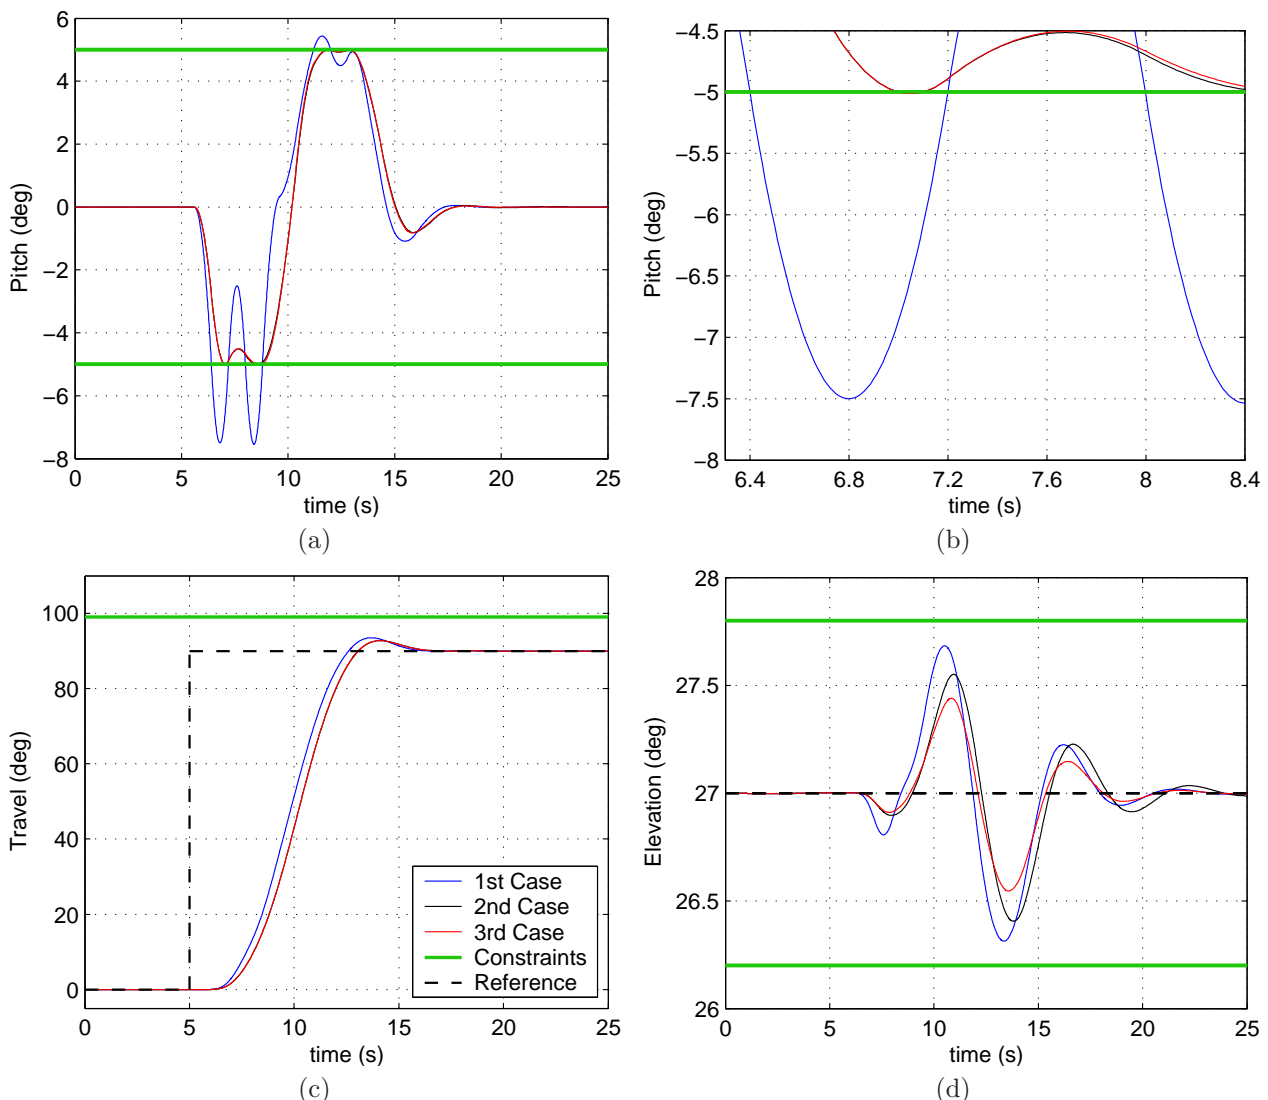 6
4
2
0
−2
−4
−6
−8
Pitch (deg)
0 5 10 15 20 25
time (s)
(a)
−4.5
−5
−5.5
−6
−6.5
−7
−7.5
−8
Pitch (deg)
6.4 6.8 7.2 7.6 8 8.4
time (s)
(b)
100
80
60
40
20
0
Travel (deg)
1st Case
2nd Case
3rd Case
Constraints
Reference
0 5 10 15 20 25
time (s)
(c)
28
27.5
27
26.5
26
Elevation (deg)
0 5 10 15 20 25
time (s)
(d)